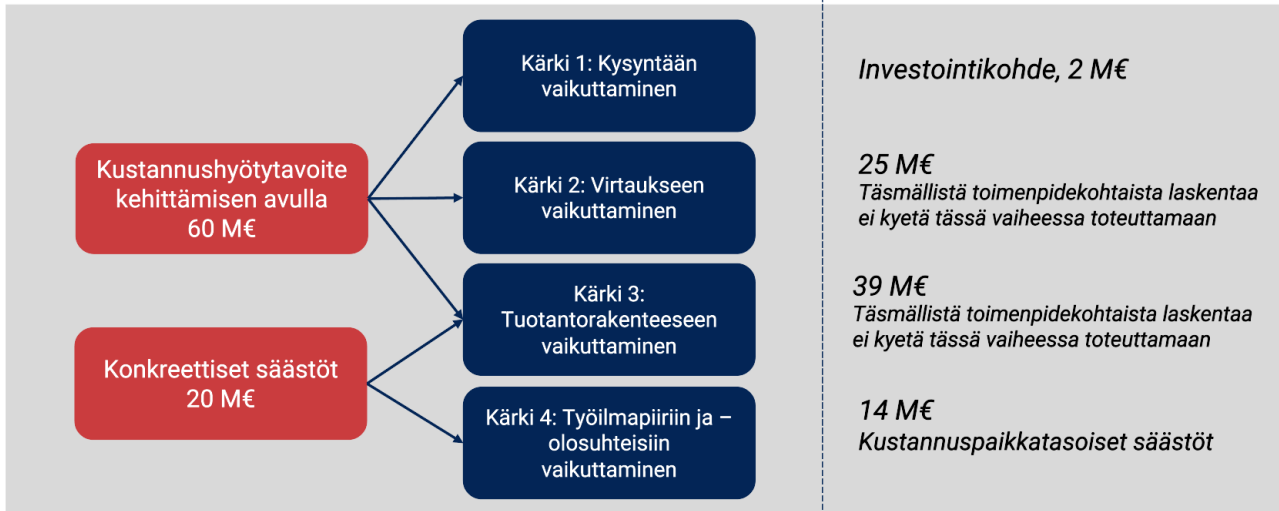 Kustannushyötytavoite
kehittämisen avulla
60 M€
Konkreettiset säästöt
20 M€
Kärki 1: Kysyntään
vaikuttaminen
Kärki 2: Virtaukseen
vaikuttaminen
Kärki 3:
Tuotantorakenteeseen
vaikuttaminen
Kärki 4: Työilmapiiriin ja –
olosuhteisiin
vaikuttaminen
Investointikohde, 2 M€
25 M€
Täsmällistä toimenpidekohtaista laskentaa
ei kyetä tässä vaiheessa toteuttamaan
39 M€
Täsmällistä toimenpidekohtaista laskentaa
ei kyetä tässä vaiheessa toteuttamaan
14 M€
Kustannuspaikkatasoiset säästöt